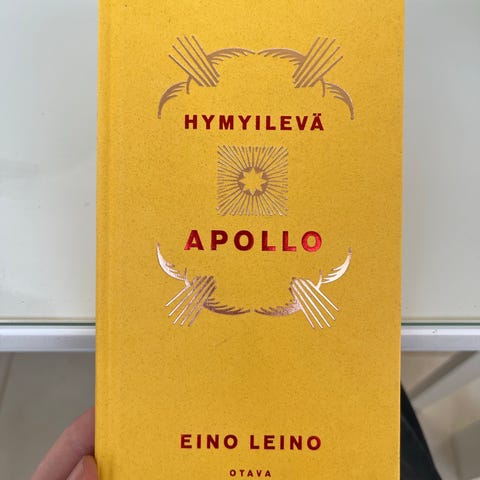 HYMYILEVÄ
APOLLO
EINO LEINO
OTAVA